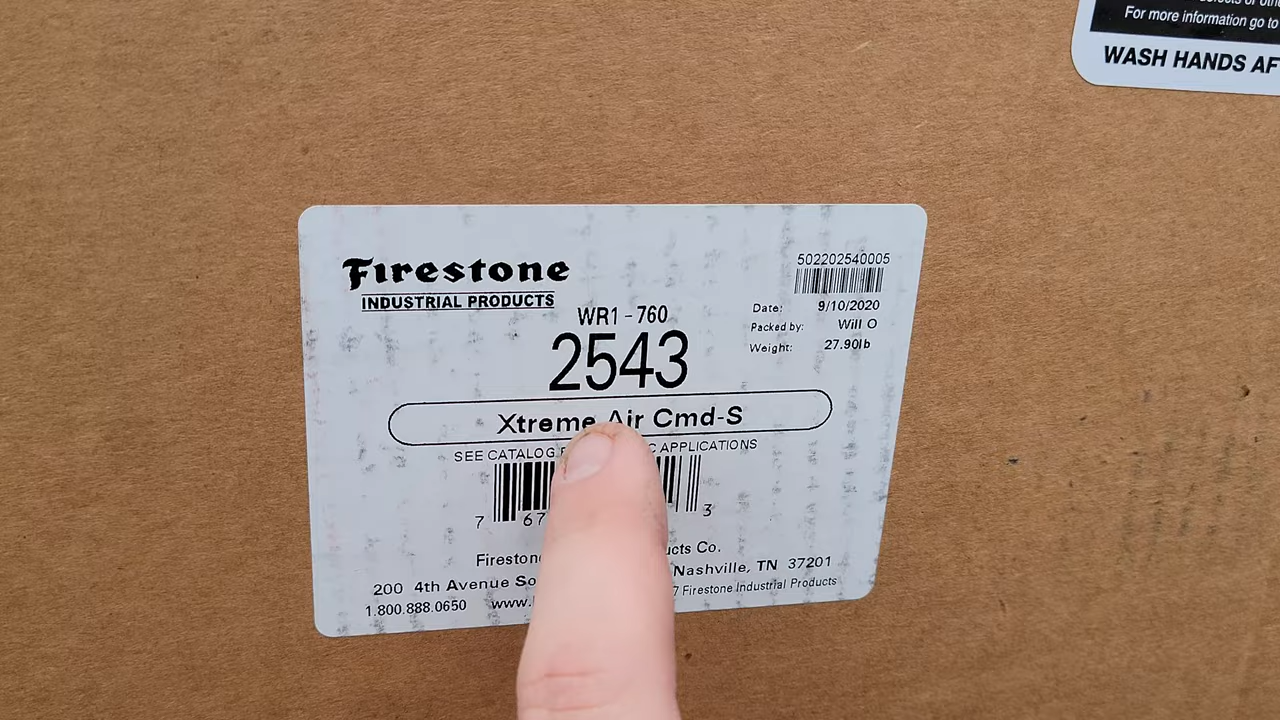 For more information go to
WASH HANDS AF
Firestone
INDUSTRIAL PRODUCTS
502202540005
Date: 9/10/2020
Packed by: Will O
Weight: 27.90lb
WR1-760
2543
Xtreme Air Cmd-S
SEE CATALOG APPLICATIONS
7 67 3
Firestone Co.
200 4th Avenue Nashville, TN 37201
1.800.888.0650 www. Firestone Industrial Products